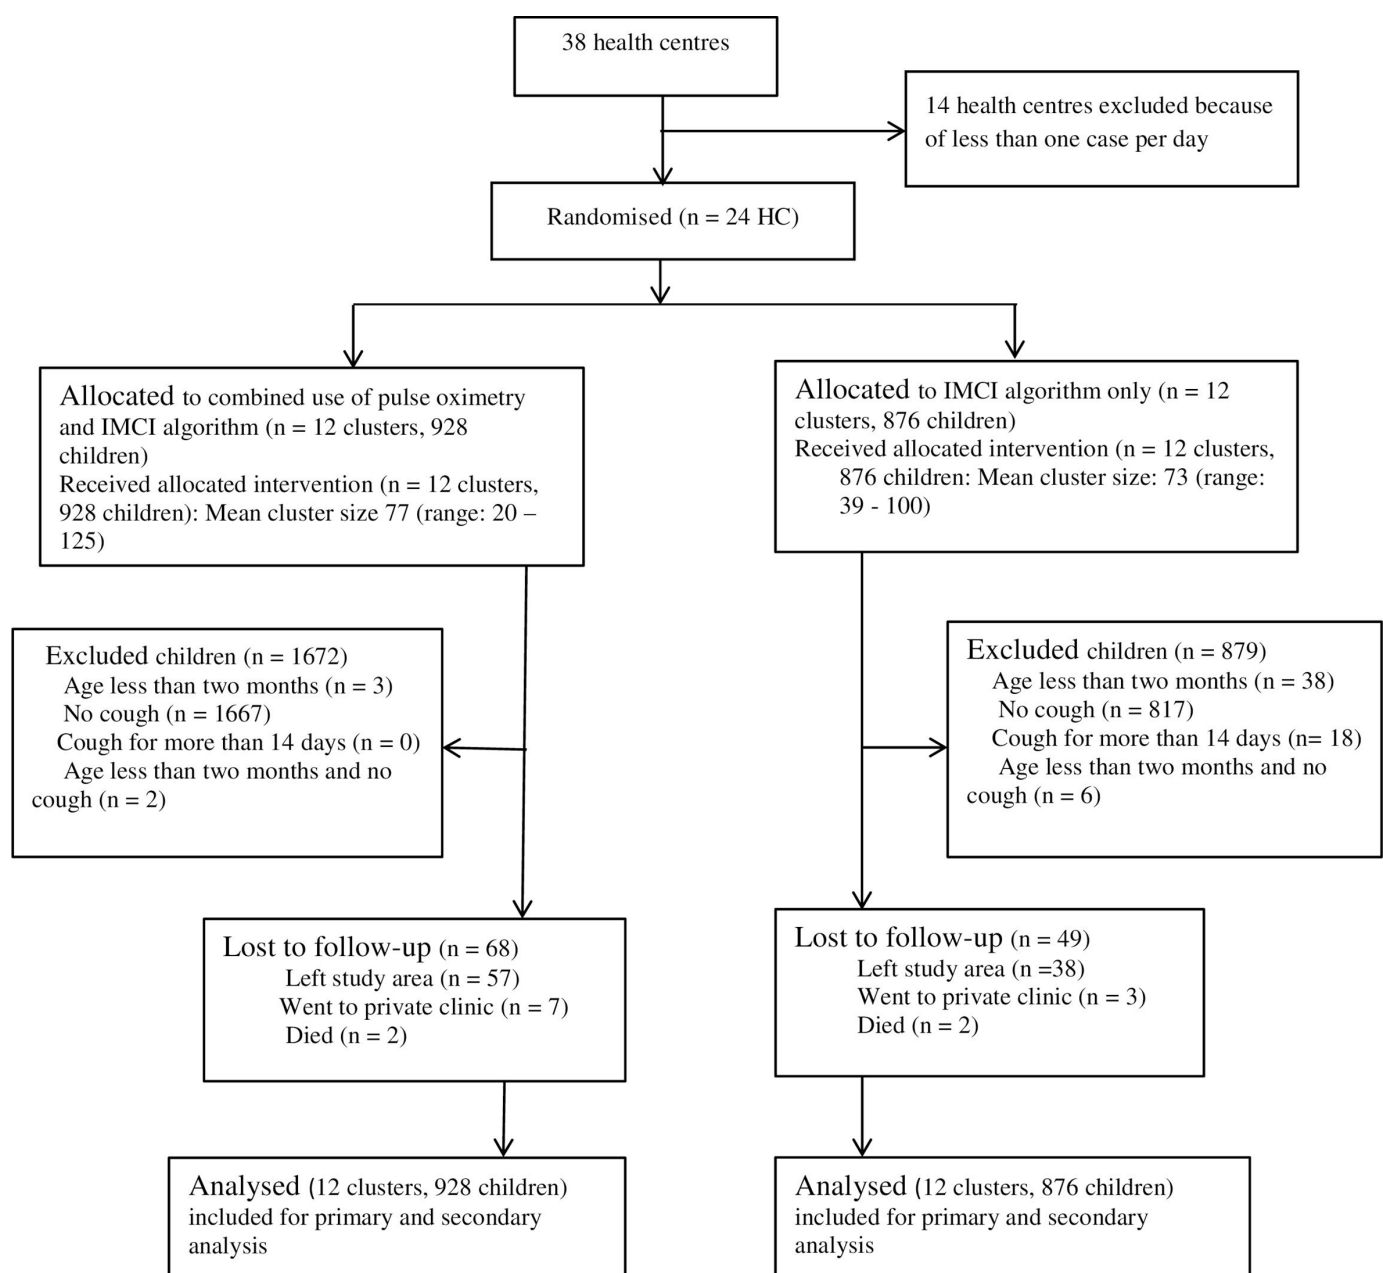 38 health centres
14 health centres excluded because
of less than one case per day
Randomised (n = 24 HC)
Allocated to combined use of pulse oximetry
and IMCI algorithm (n = 12 clusters, 928
children)
Received allocated intervention (n = 12 clusters,
928 children): Mean cluster size 77 (range: 20 –
125)
Allocated to IMCI algorithm only (n = 12
clusters, 876 children)
Received allocated intervention (n = 12 clusters,
876 children: Mean cluster size: 73 (range:
39 - 100)
Excluded children (n = 1672)
Age less than two months (n = 3)
No cough (n = 1667)
Cough for more than 14 days (n = 0)
Age less than two months and no
cough (n = 2)
Excluded children (n = 879)
Age less than two months (n = 38)
No cough (n = 817)
Cough for more than 14 days (n= 18)
Age less than two months and no
cough (n = 6)
Lost to follow-up (n = 68)
Left study area (n = 57)
Went to private clinic (n = 7)
Died (n = 2)
Lost to follow-up (n = 49)
Left study area (n =38)
Went to private clinic (n = 3)
Died (n = 2)
Analysed (12 clusters, 928 children)
included for primary and secondary
analysis
Analysed (12 clusters, 876 children)
included for primary and secondary
analysis